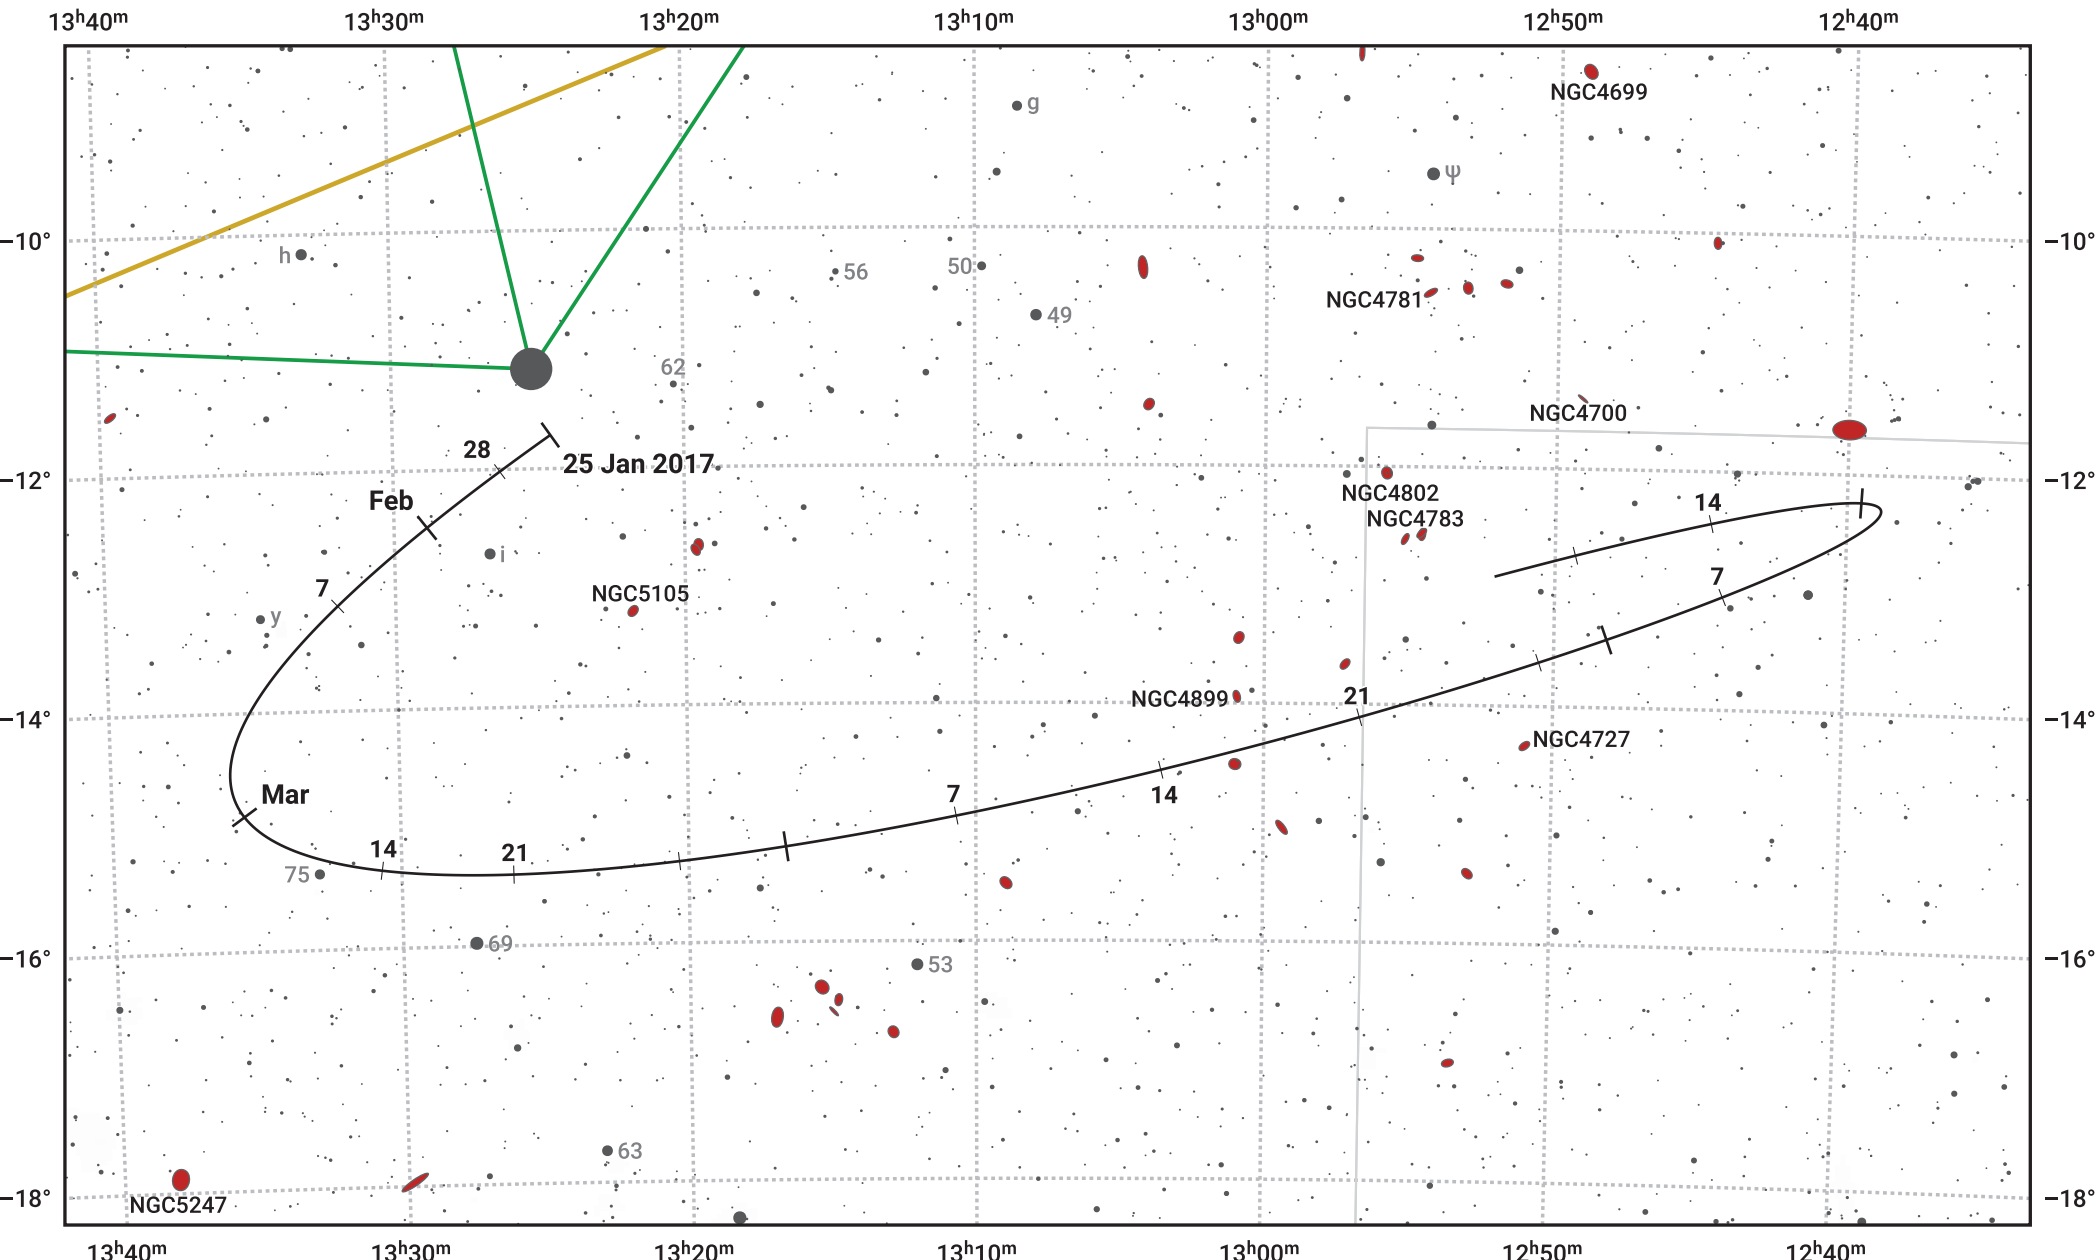 13ʰ40ᵐ 13ʰ30ᵐ 13ʰ20ᵐ 13ʰ10ᵐ 13ʰ00ᵐ 12ʰ50ᵐ 12ʰ40ᵐ
NGC4699
g
ψ
−10° −10°
h
56
50
NGC4781
49
62
NGC4700
28
25 Jan 2017
−12° −12°
NGC4802
Feb
14
NGC4783
i
7
7
NGC5105
y
21
NGC4899
−14° −14°
NGC4727
Mar
7
14
14
21
75
69
−16° −16°
53
63
−18° −18°
NGC5247
13ʰ40ᵐ 13ʰ30ᵐ 13ʰ20ᵐ 13ʰ10ᵐ 13ʰ00ᵐ 12ʰ50ᵐ 12ʰ40ᵐ